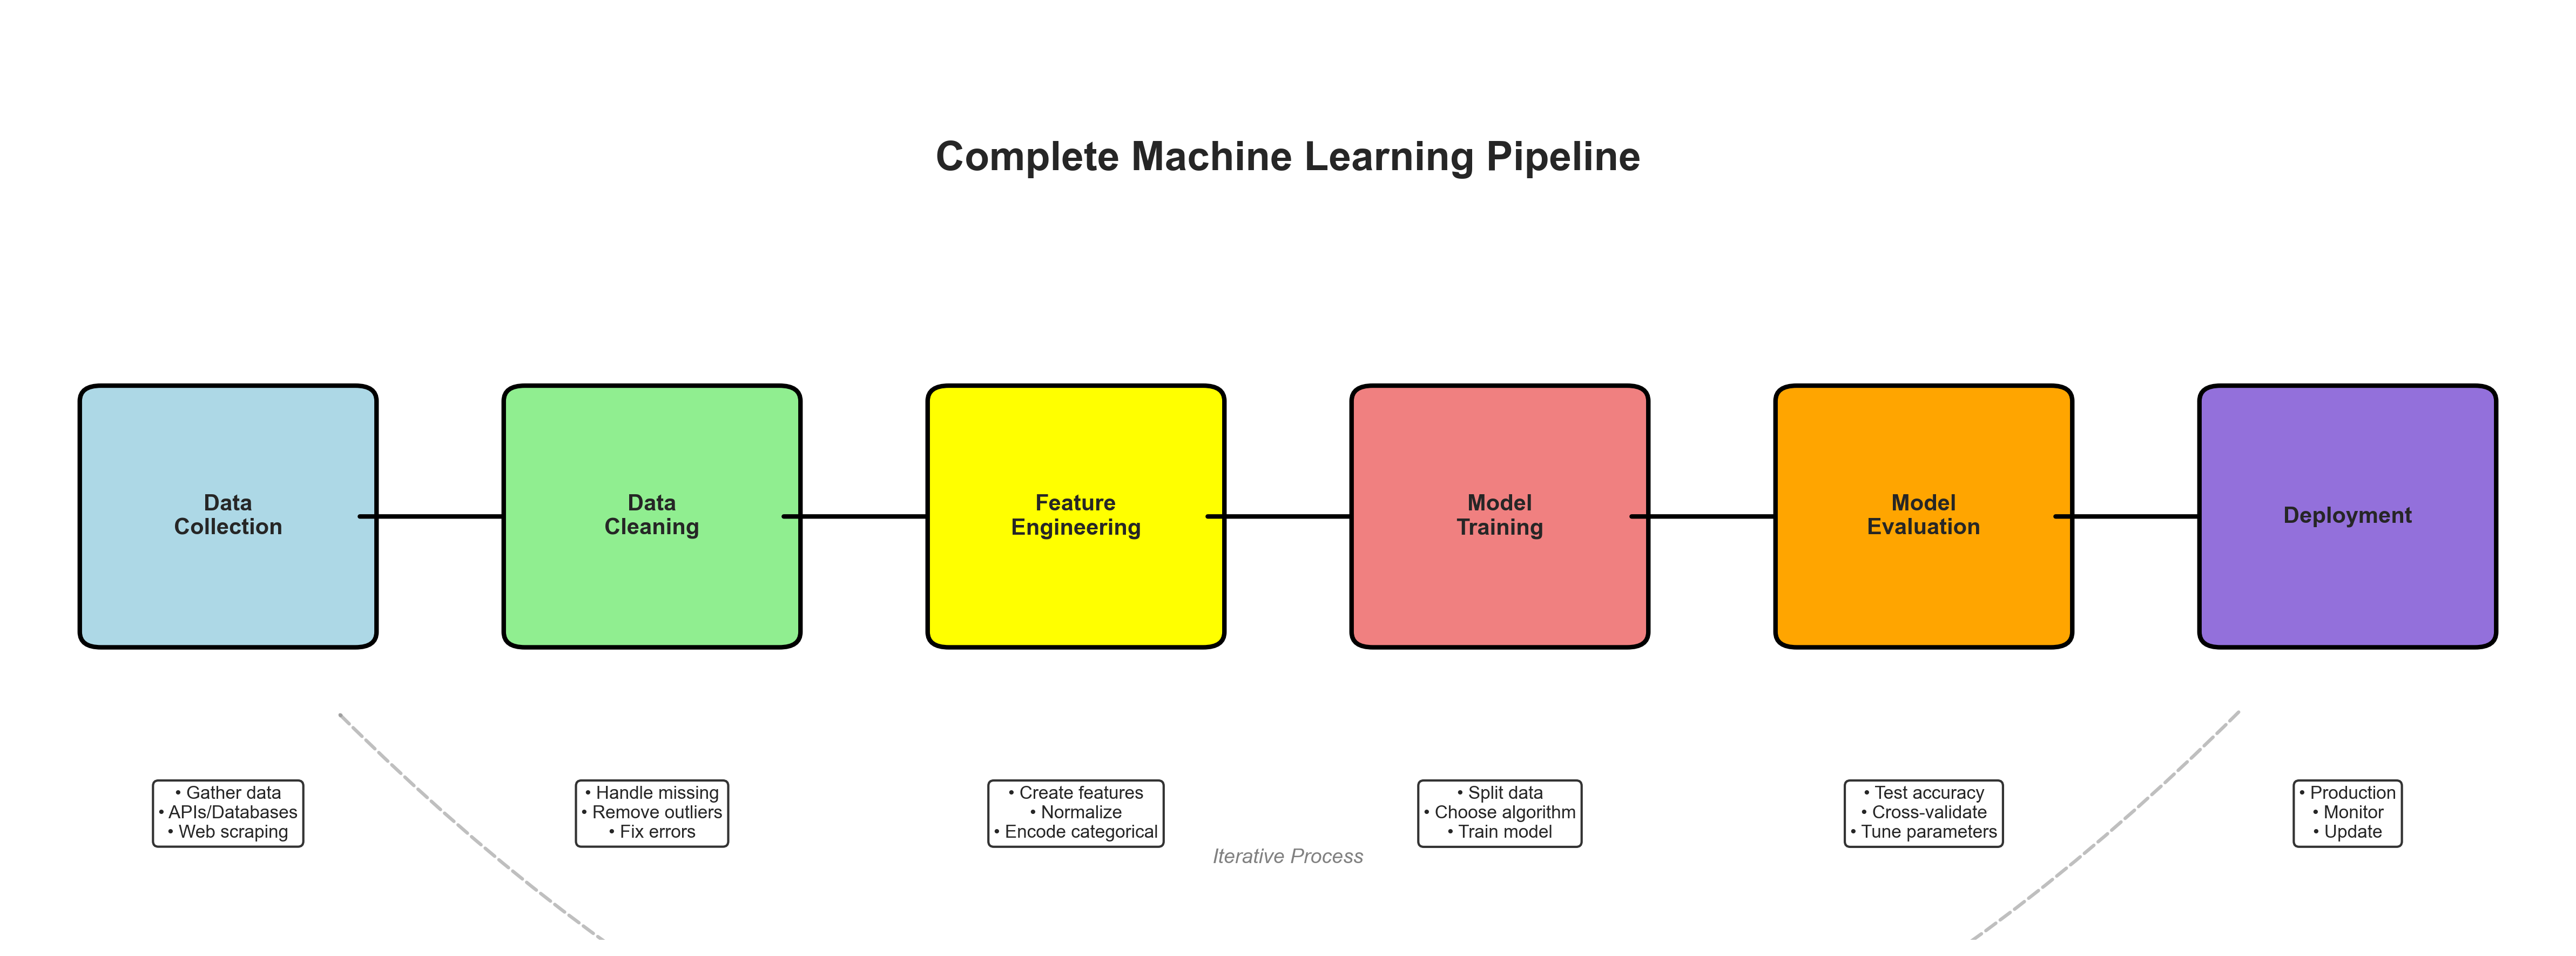 Complete Machine Learning Pipeline
Data
Collection
Data
Cleaning
Feature
Engineering
Model
Training
Model
Evaluation
Deployment
• Gather data
• APIs/Databases
• Web scraping
• Handle missing
• Remove outliers
• Fix errors
• Create features
• Normalize
• Encode categorical
• Split data
• Choose algorithm
• Train model
• Test accuracy
• Cross-validate
• Tune parameters
• Production
• Monitor
• Update
Iterative Process